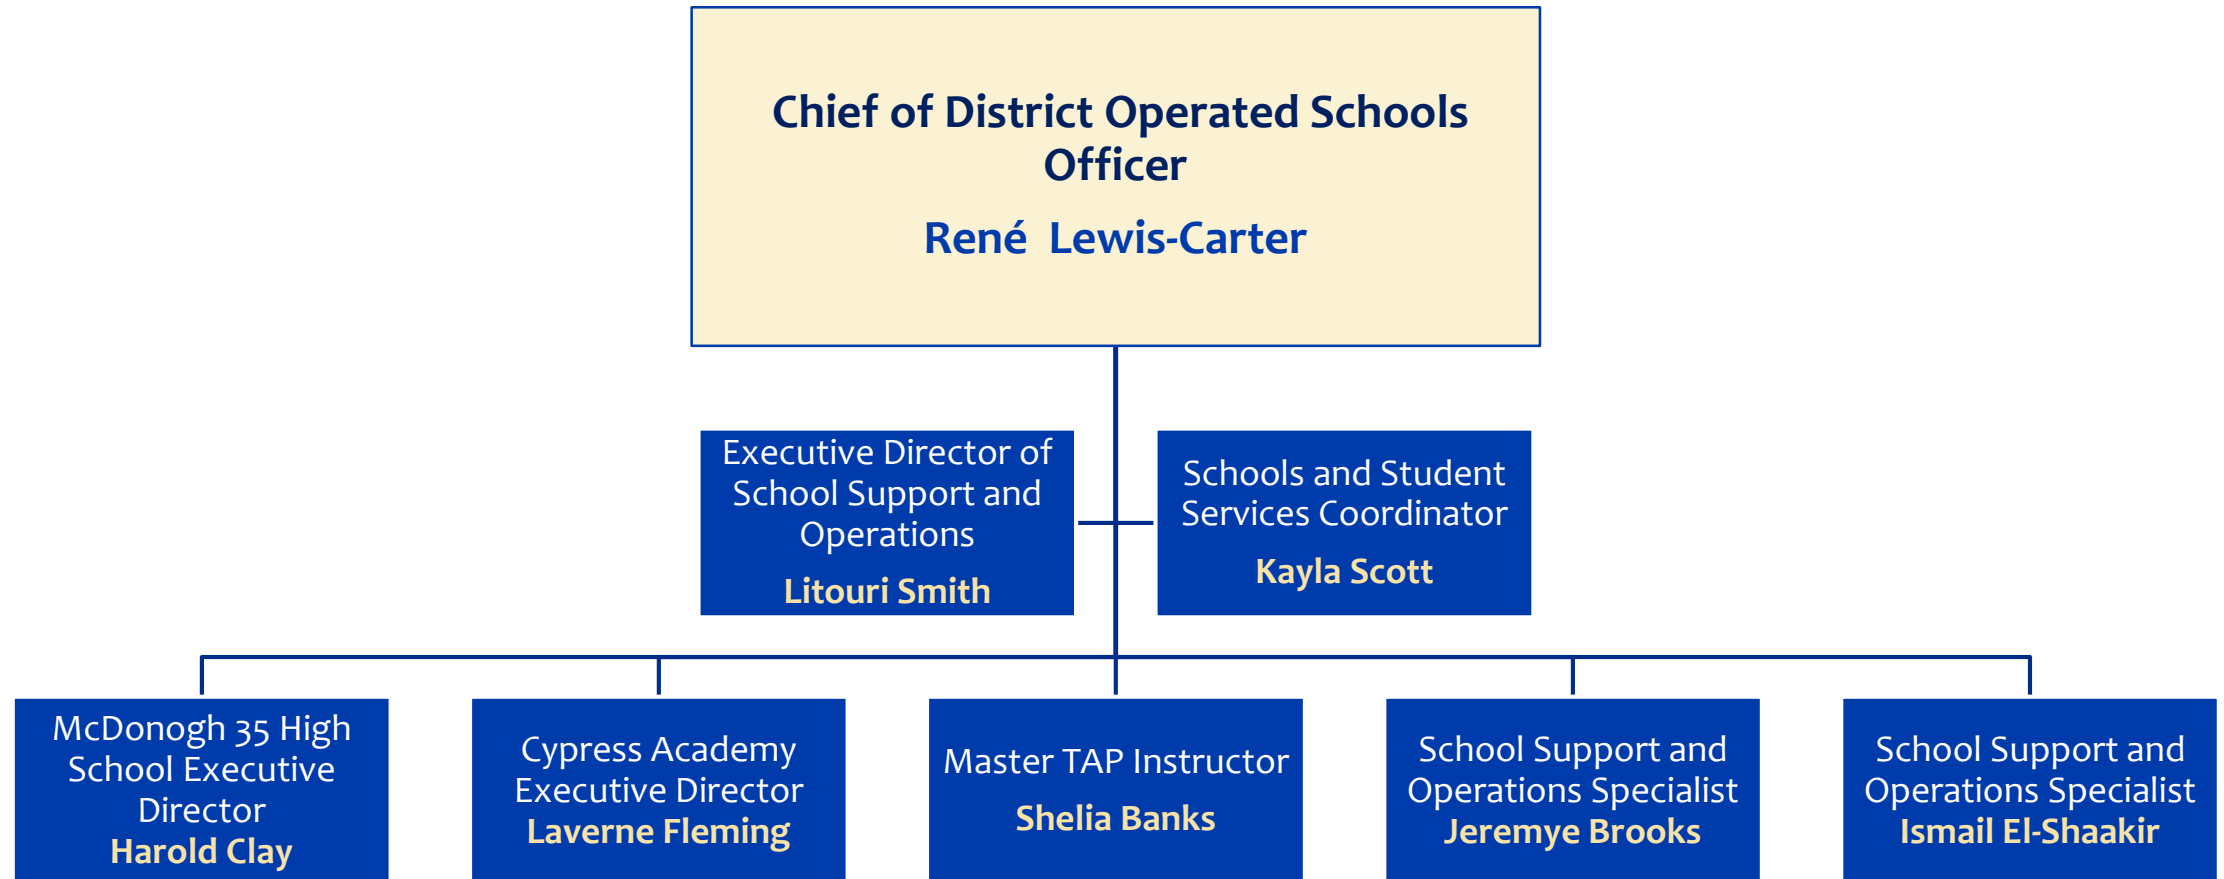 Chief of District Operated Schools
Officer
René Lewis-Carter
Executive Director of
School Support and
Operations
Litouri Smith
Schools and Student
Services Coordinator
Kayla Scott
McDonogh 35 High
School Executive
Director
Harold Clay
Cypress Academy
Executive Director
Laverne Fleming
Master TAP Instructor
Shelia Banks
School Support and
Operations Specialist
Jeremye Brooks
School Support and
Operations Specialist
Ismail El-Shaakir